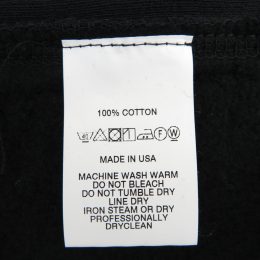 100% COTTON
F W
MADE IN USA
MACHINE WASH WARM
DO NOT BLEACH
DO NOT TUMBLE DRY
LINE DRY
IRON STEAM OR DRY
PROFESSIONALLY
DRYCLEAN